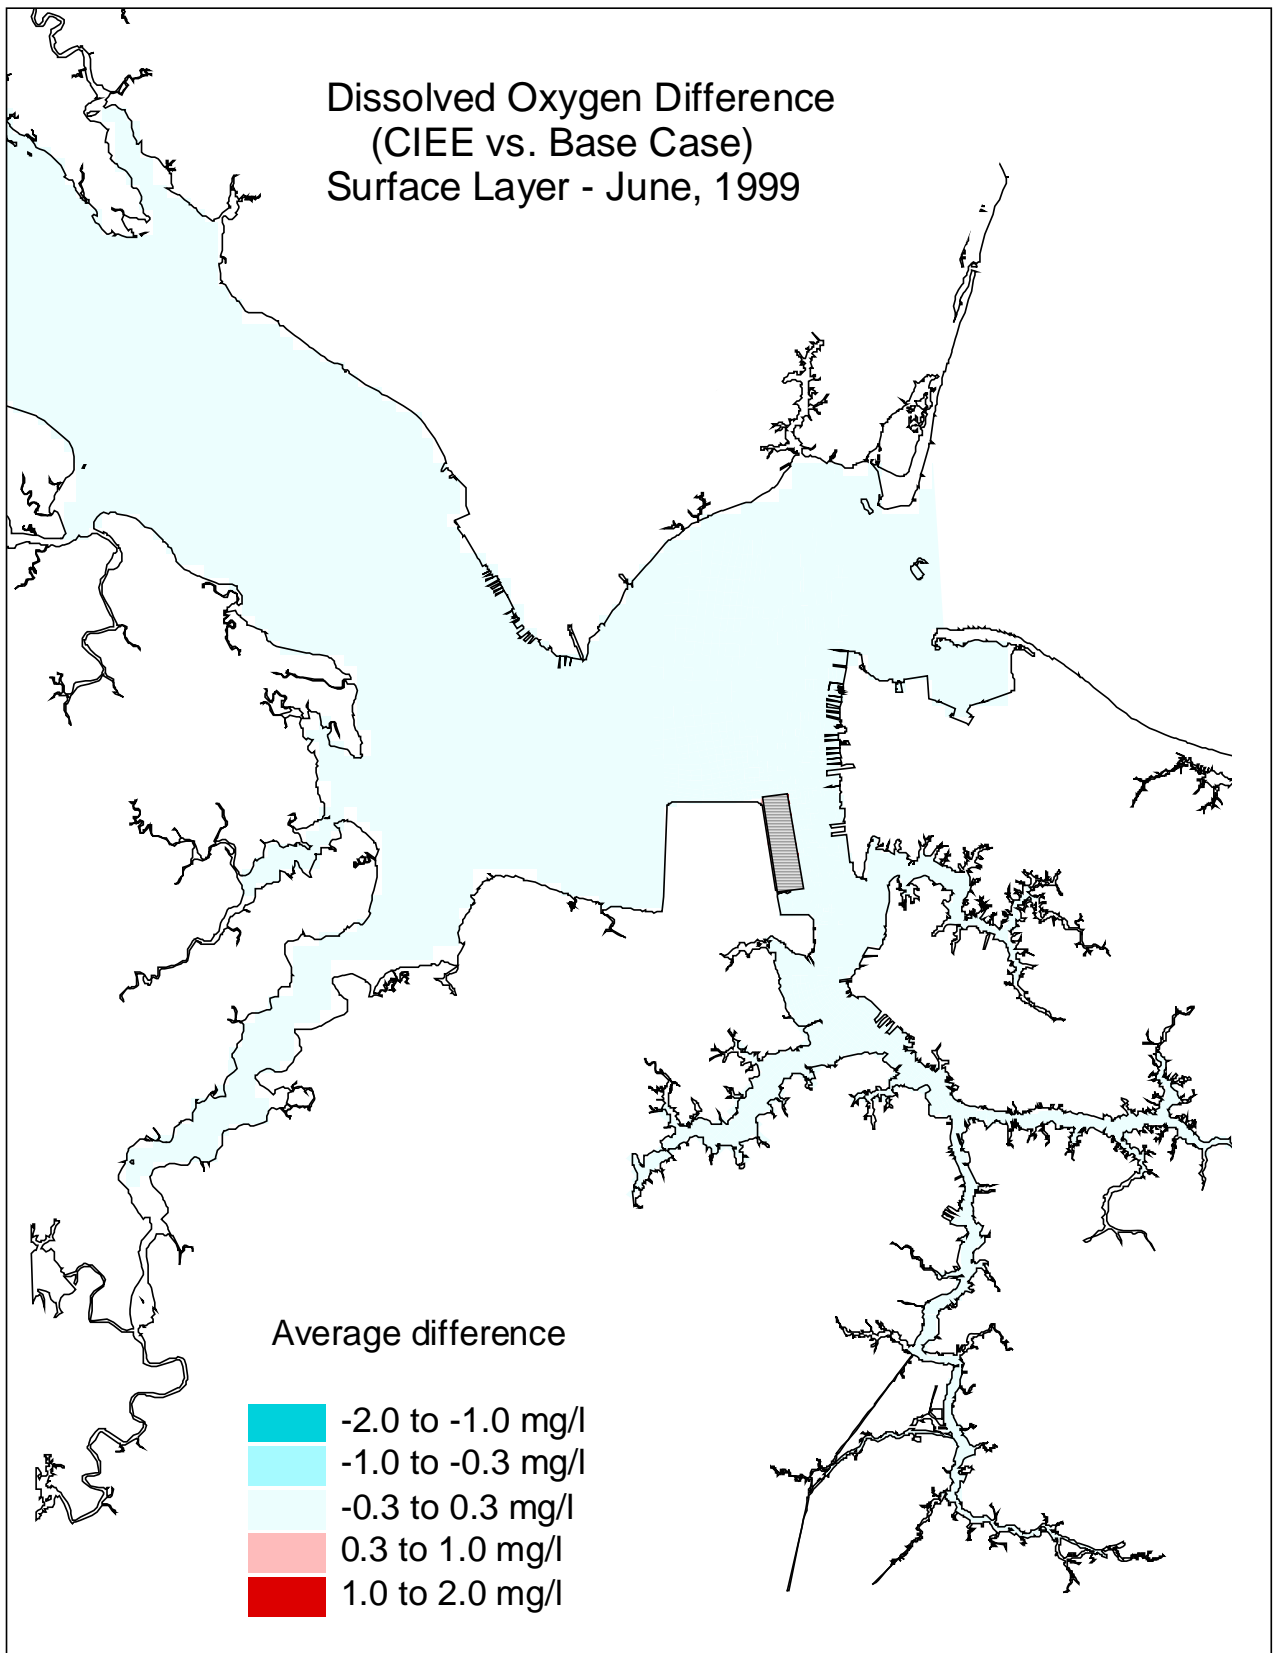 Dissolved Oxygen Difference
(CIEE vs. Base Case)
Surface Layer - June, 1999
Average difference
-2.0 to -1.0 mg/l
-1.0 to -0.3 mg/l
-0.3 to 0.3 mg/l
0.3 to 1.0 mg/l
1.0 to 2.0 mg/l